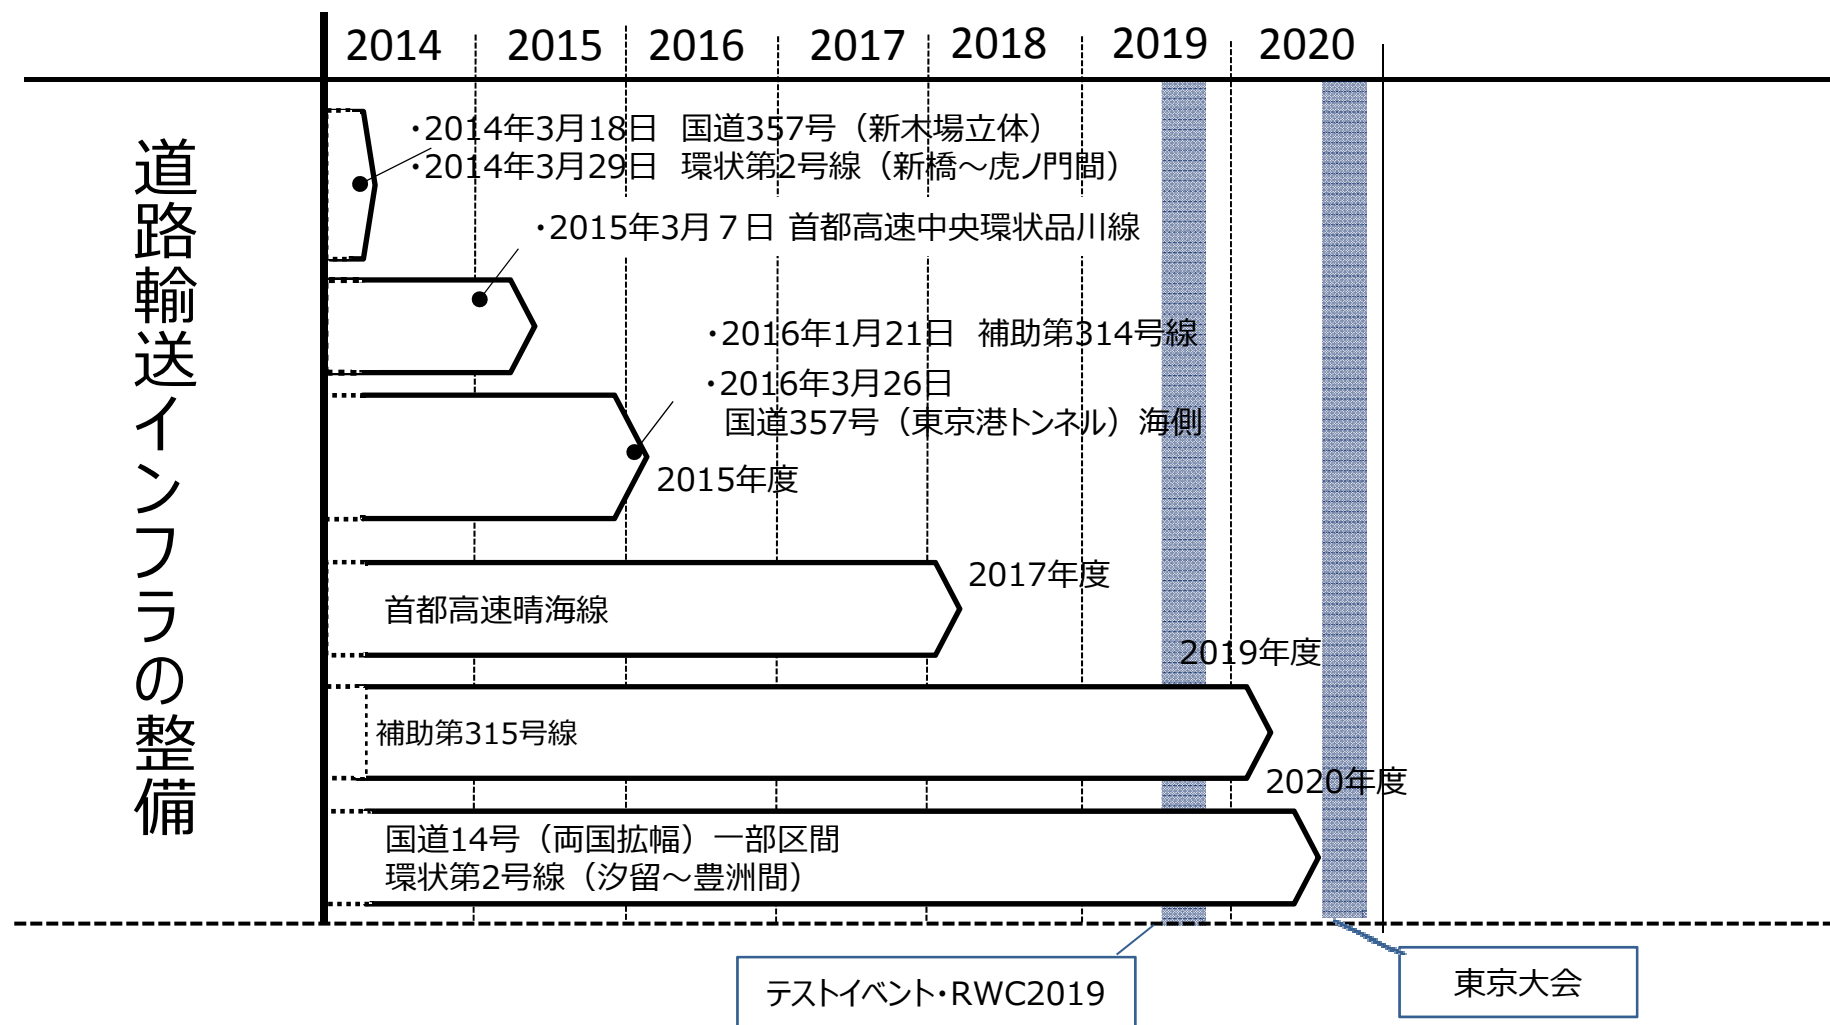 2014 2015 2016 2017 2018 2019 2020
道路輸送インフラの整備
・2014年3月18日 国道357号（新木場立体）
・2014年3月29日 環状第2号線（新橋～虎ノ門間）
・2015年3月７日 首都高速中央環状品川線
・2016年1月21日 補助第314号線
・2016年3月26日
国道357号（東京港トンネル）海側
2015年度
2017年度
首都高速晴海線
2019年度
補助第315号線
2020年度
国道14号（両国拡幅）一部区間
環状第2号線（汐留～豊洲間）
テストイベント・RWC2019
東京大会